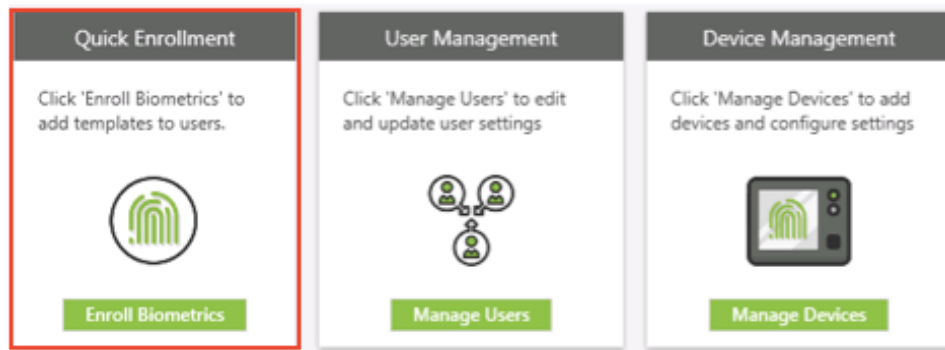 Quick Enrollment
Click 'Enroll Biometrics' to
add templates to users.
Enroll Biometrics
User Management
Click 'Manage Users' to edit
and update user settings
Manage Users
Device Management
Click 'Manage Devices' to add
devices and configure settings
Manage Devices